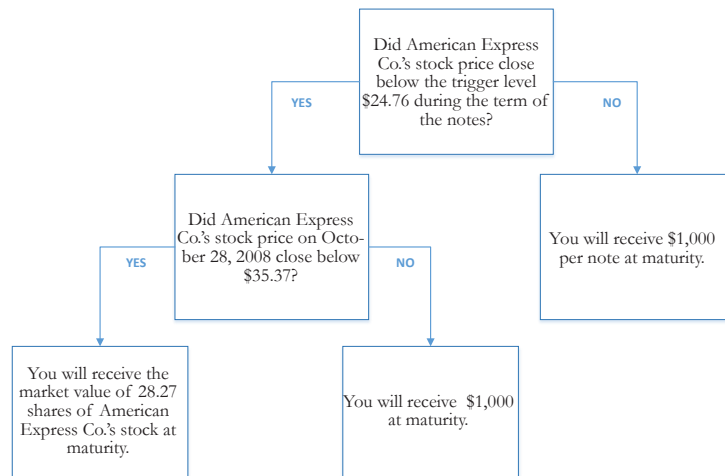 Did American Express
Co.'s stock price close
below the trigger level
$24.76 during the term of
the notes?
YES
NO
Did American Express
Co.'s stock price on Octo-
ber 28, 2008 close below
$35.37?
You will receive $1,000
per note at maturity.
YES
NO
You will receive the
market value of 28.27
shares of American
Express Co.'s stock at
maturity.
You will receive $1,000
at maturity.